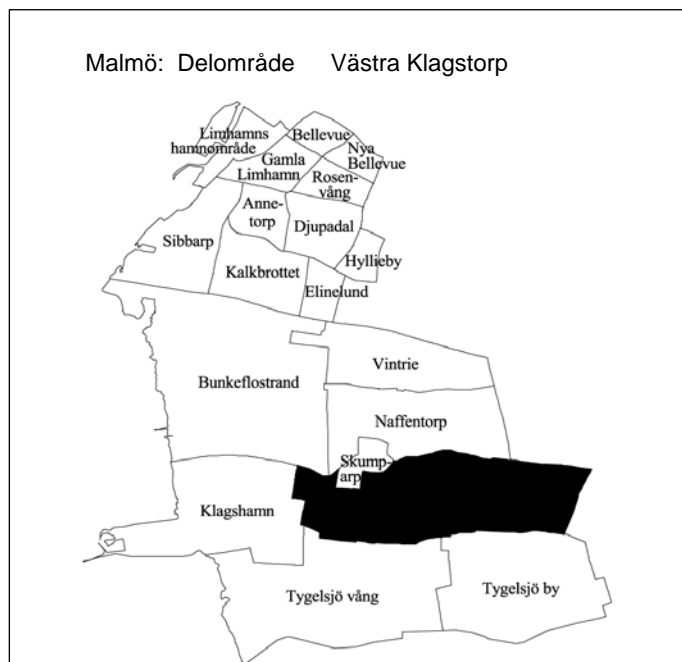 Malmö: Delområde Västra Klagstorp
Limhamns
hamnområde
Bellevue
Nya
Bellevue
Gamla
Limhamn
Rosen-
vång
Anne-
torp
Djupadal
Sibbarp
Hyllieby
Kalkbrottet
Elinelund
Vintrie
Bunkeflostrand
Naffentorp
Skump-
arp
Klagshamn
Tygelsjö vång
Tygelsjö by